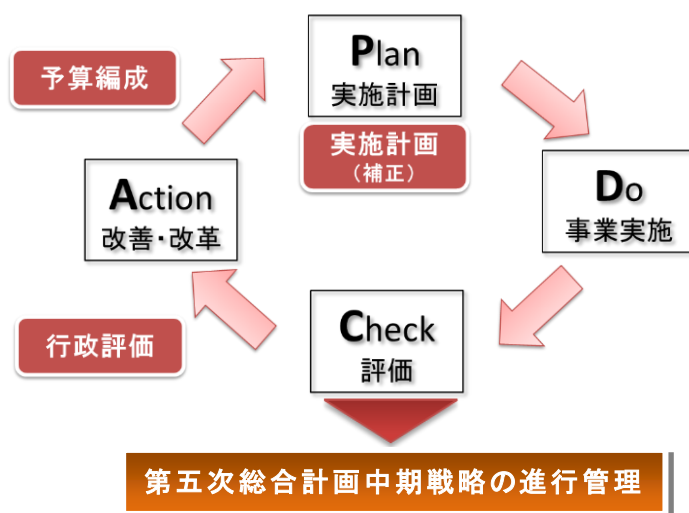 Plan
実施計画
予算編成
実施計画
（補正）
Action
改善・改革
Do
事業実施
行政評価
Check
評価
第五次総合計画中期戦略の進行管理